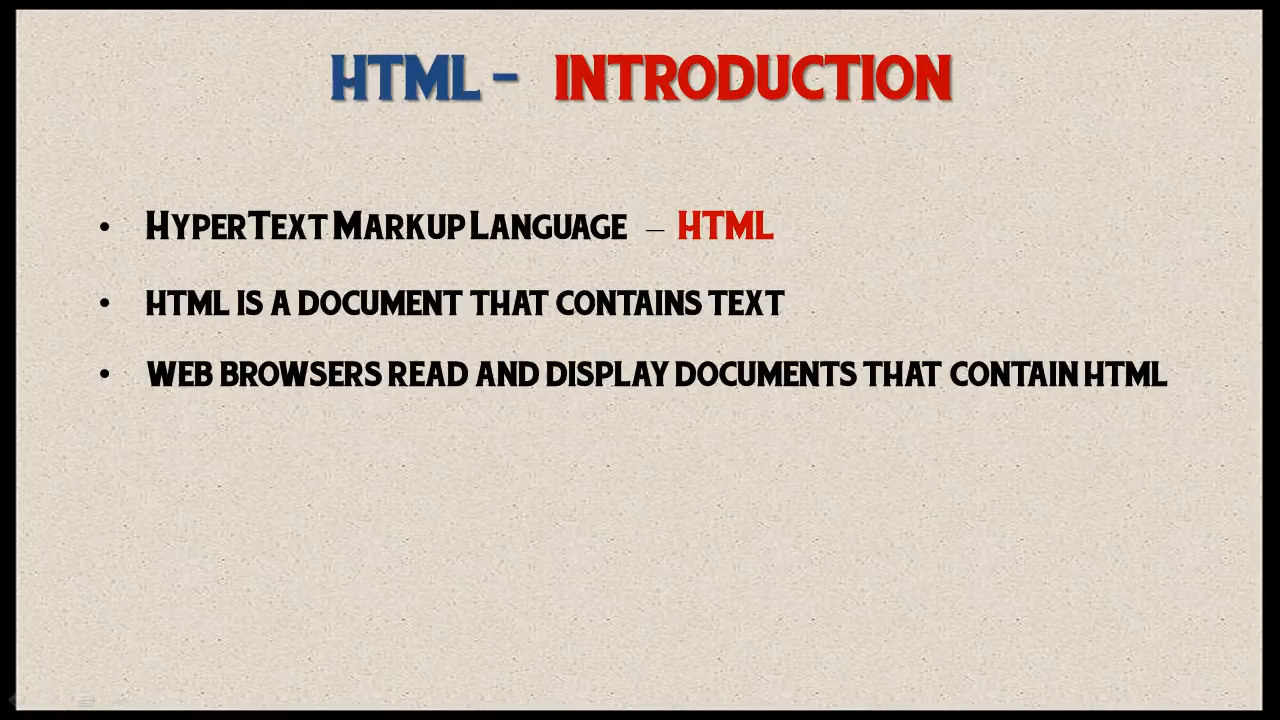 HTML - INTRODUCTION
• HyperText Markup Language – HTML
• HTML IS A DOCUMENT THAT CONTAINS TEXT
• WEB BROWSERS READ AND DISPLAY DOCUMENTS THAT CONTAIN HTML